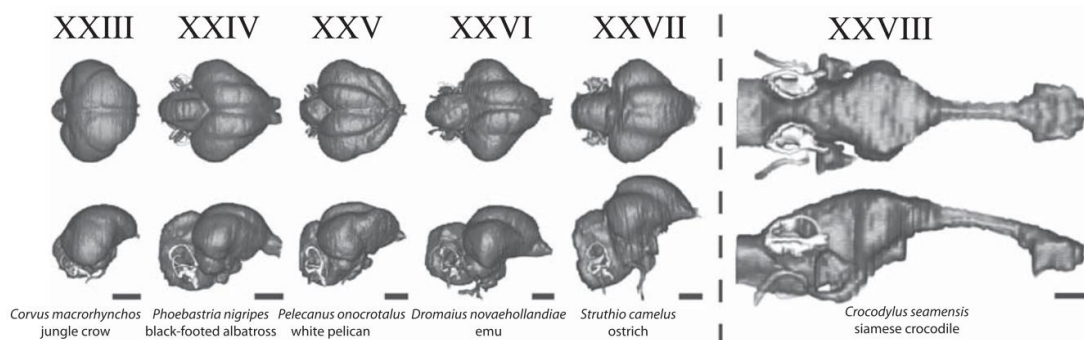 XXIII XXIV XXV XXVI XXVII XXVIII
Corvus macrorhynchos
jungle crow
Phoebastria nigripes
black-footed albatross
Pelecanus onocrotalus
white pelican
Dromaius novaehollandiae
emu
Struthio camelus
ostrich
Crocodylus seamensis
siamese crocodile